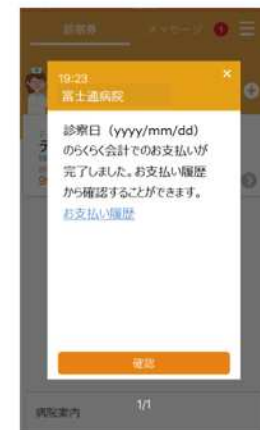 診察券 メッセージ 1
19:23 ×
富士通病院
診察日（yyyy/mm/dd）
のらくらく会計でのお支払いが
完了しました。お支払い履歴
から確認することができます。
お支払い履歴
確認
病院案内
1/1